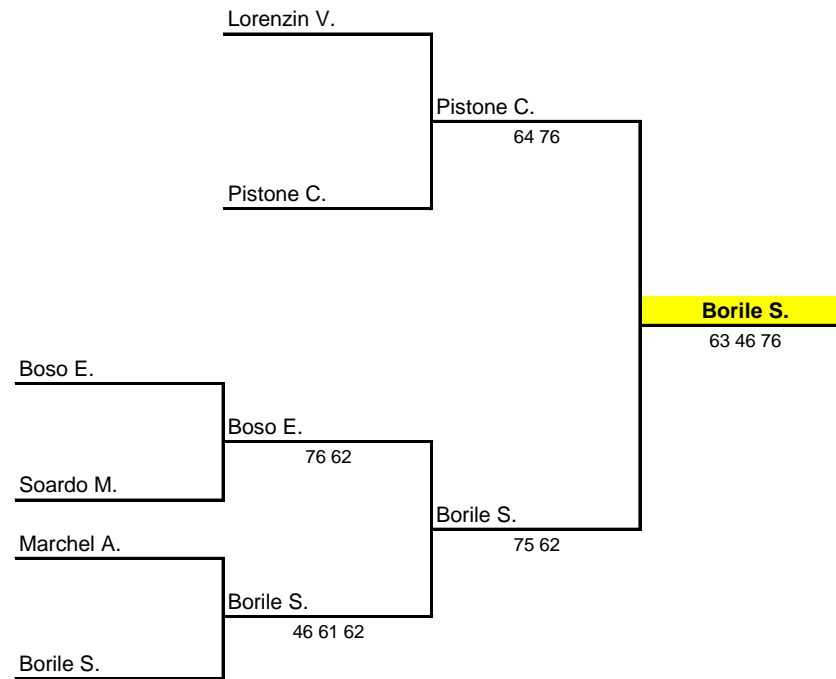 Lorenzin V.
Pistone C.
64 76
Pistone C.
Borile S.
63 46 76
Boso E.
Boso E.
76 62
Soardo M.
Borile S.
75 62
Marchel A.
Borile S.
46 61 62
Borile S.